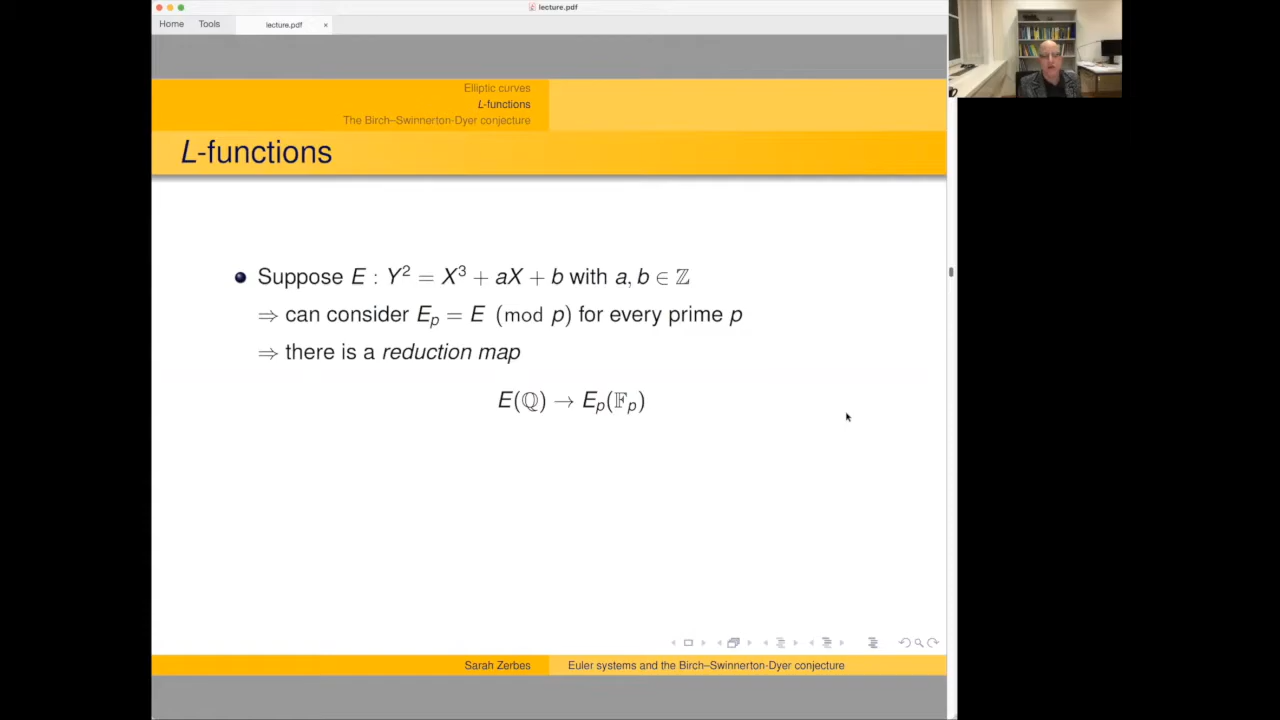 lecture.pdf
Home Tools lecture.pdf ×
Elliptic curves
L-functions
The Birch–Swinnerton-Dyer conjecture
L-functions
Suppose E : Y² = X³ + aX + b with a, b ∈ ℤ
⇒ can consider Eₚ = E (mod p) for every prime p
⇒ there is a reduction map
E(ℚ) → Eₚ(𝔽ₚ)
Sarah Zerbes Euler systems and the Birch–Swinnerton-Dyer conjecture